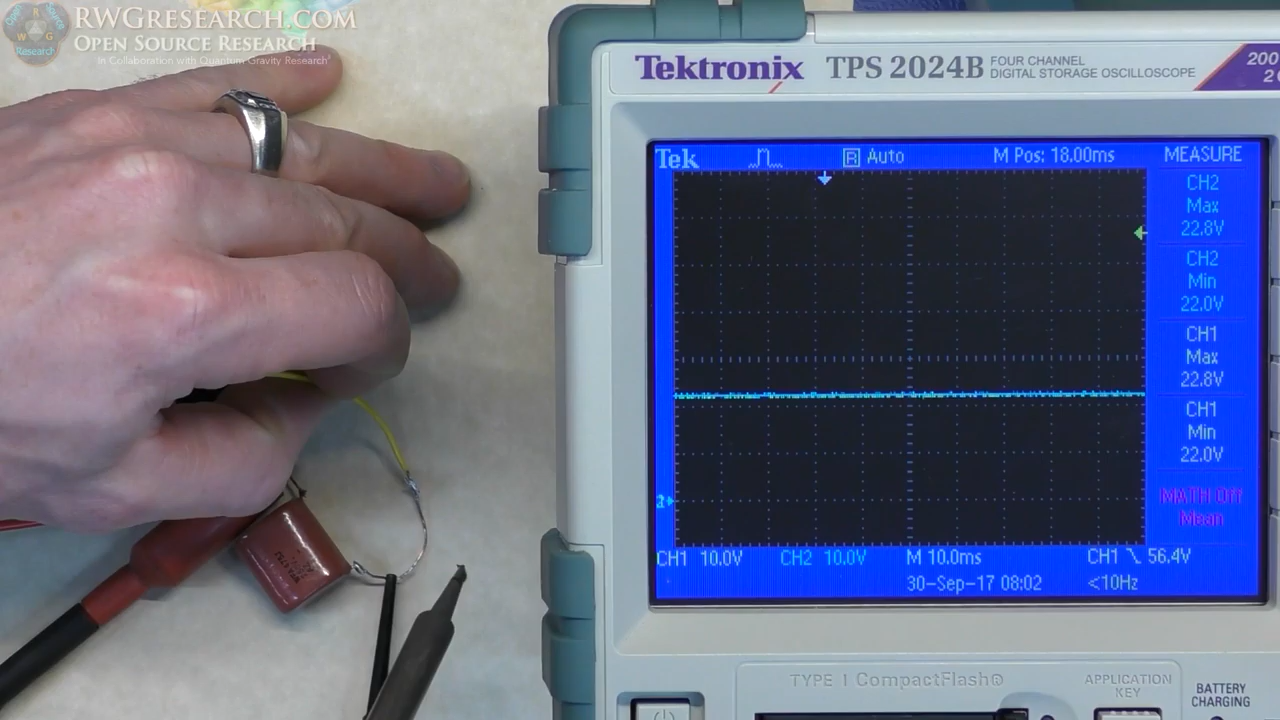 RWGRESEARCH.COM
OPEN SOURCE RESEARCH
In Collaboration with Quantum Gravity Research
R
W G
Research
Tektronix TPS 2024B FOUR CHANNEL
DIGITAL STORAGE OSCILLOSCOPE
200
Tek R Auto M Pos: 18.00ms MEASURE
CH2
Max
22.8V
CH2
Min
22.0V
CH1
Max
22.8V
CH1
Min
22.0V
MATH Off
Mean
CH1 10.0V CH2 10.0V M 10.0ms CH1 56.4V
30-Sep-17 08:02 <10Hz
TYPE I CompactFlash®
APPLICATION
KEY
BATTERY
CHARGING